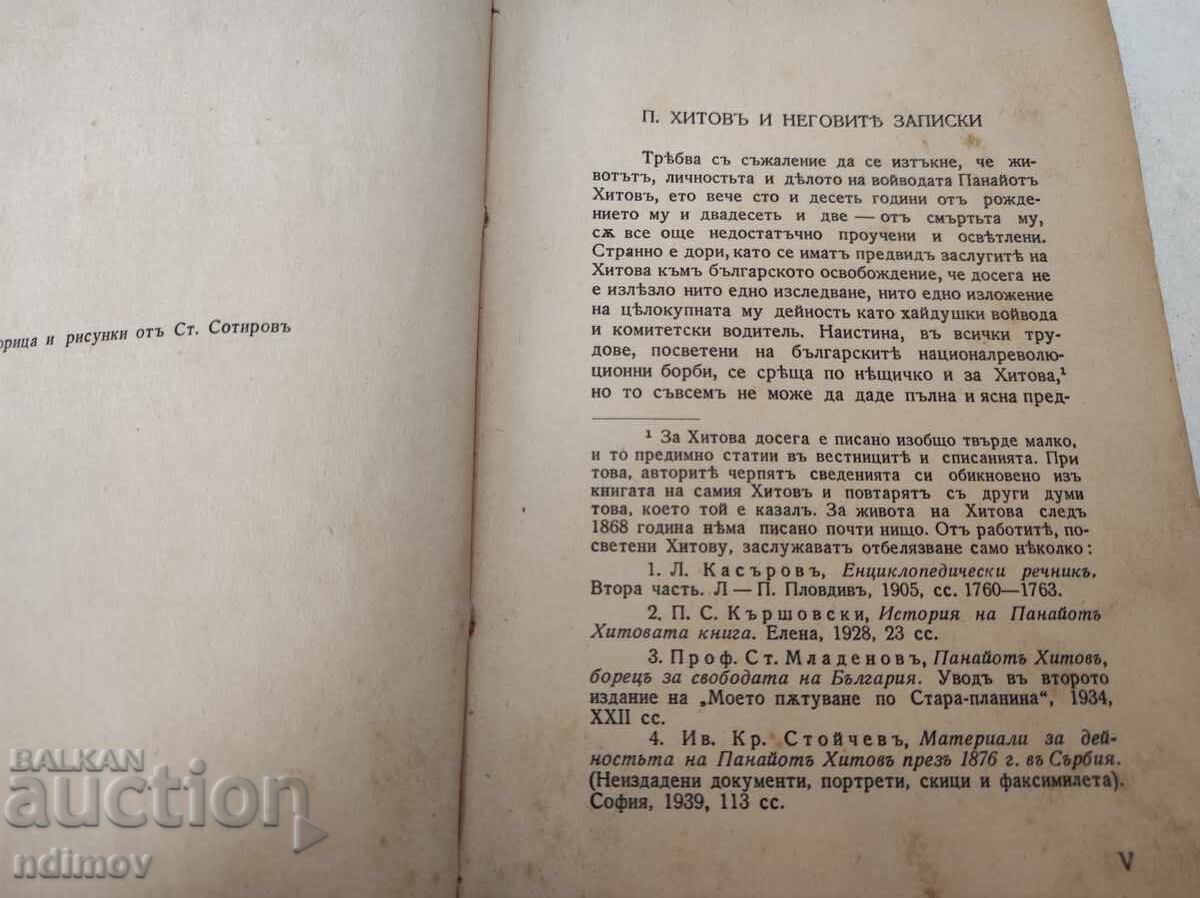 и рисунки отъ Ст. Сотировъ
П. ХИТОВЪ И НЕГОВИТѢ ЗАПИСКИ
Трѣбва съ съжаление да се изтъкне, че жи-
вотътъ, личностьта и дѣлото на войводата Панайотъ
Хитовъ, ето вече сто и десеть години отъ рожде-
нието му и двадесеть и две — отъ смъртьта му,
сѫ все още недостатъчно проучени и освѣтлени.
Странно е дори, като се иматъ предвидъ заслугитѣ на
Хитова къмъ българското освобождение, че досега не
е излѣзло нито едно изследване, нито едно изложение
на цѣлокупната му дейность като хайдушки войвода
и комитетски водитель. Наистина, въ всички тру-
дове, посветени на българскитѣ националреволю-
ционни борби, се срѣща по нѣщичко и за Хитова,¹
но то съвсемъ не може да даде пълна и ясна пред-
¹ За Хитова досега е писано изобщо твърде малко,
и то предимно статии въ вестницитѣ и списанията. При
това, авторитѣ черпятъ сведенията си обикновено изъ
книгата на самия Хитовъ и повтарятъ съ други думи
това, което той е казалъ. За живота на Хитова следъ
1868 година нѣма писано почти нищо. Отъ работитѣ, по-
светени Хитову, заслужаватъ отбелязване само нѣколко:
1. Л. Касъровъ, Енциклопедически речникъ,
Втора часть. Л — П. Пловдивъ, 1905, сс. 1760—1763.
2. П. С. Кършовски, История на Панайотъ
Хитовата книга. Елена, 1928, 23 сс.
3. Проф. Ст. Младеновъ, Панайотъ Хитовъ,
борецъ за свободата на България. Уводъ въ второто
издание на „Моето пѫтуване по Стара-планина“, 1934,
XXII сс.
4. Ив. Кр. Стойчевъ, Материали за дей-
ностьта на Панайотъ Хитовъ презъ 1876 г. въ Сърбия.
(Неиздадени документи, портрети, скици и факсимилета).
София, 1939, 113 сс.
V
BALKAN
auction
ndimov